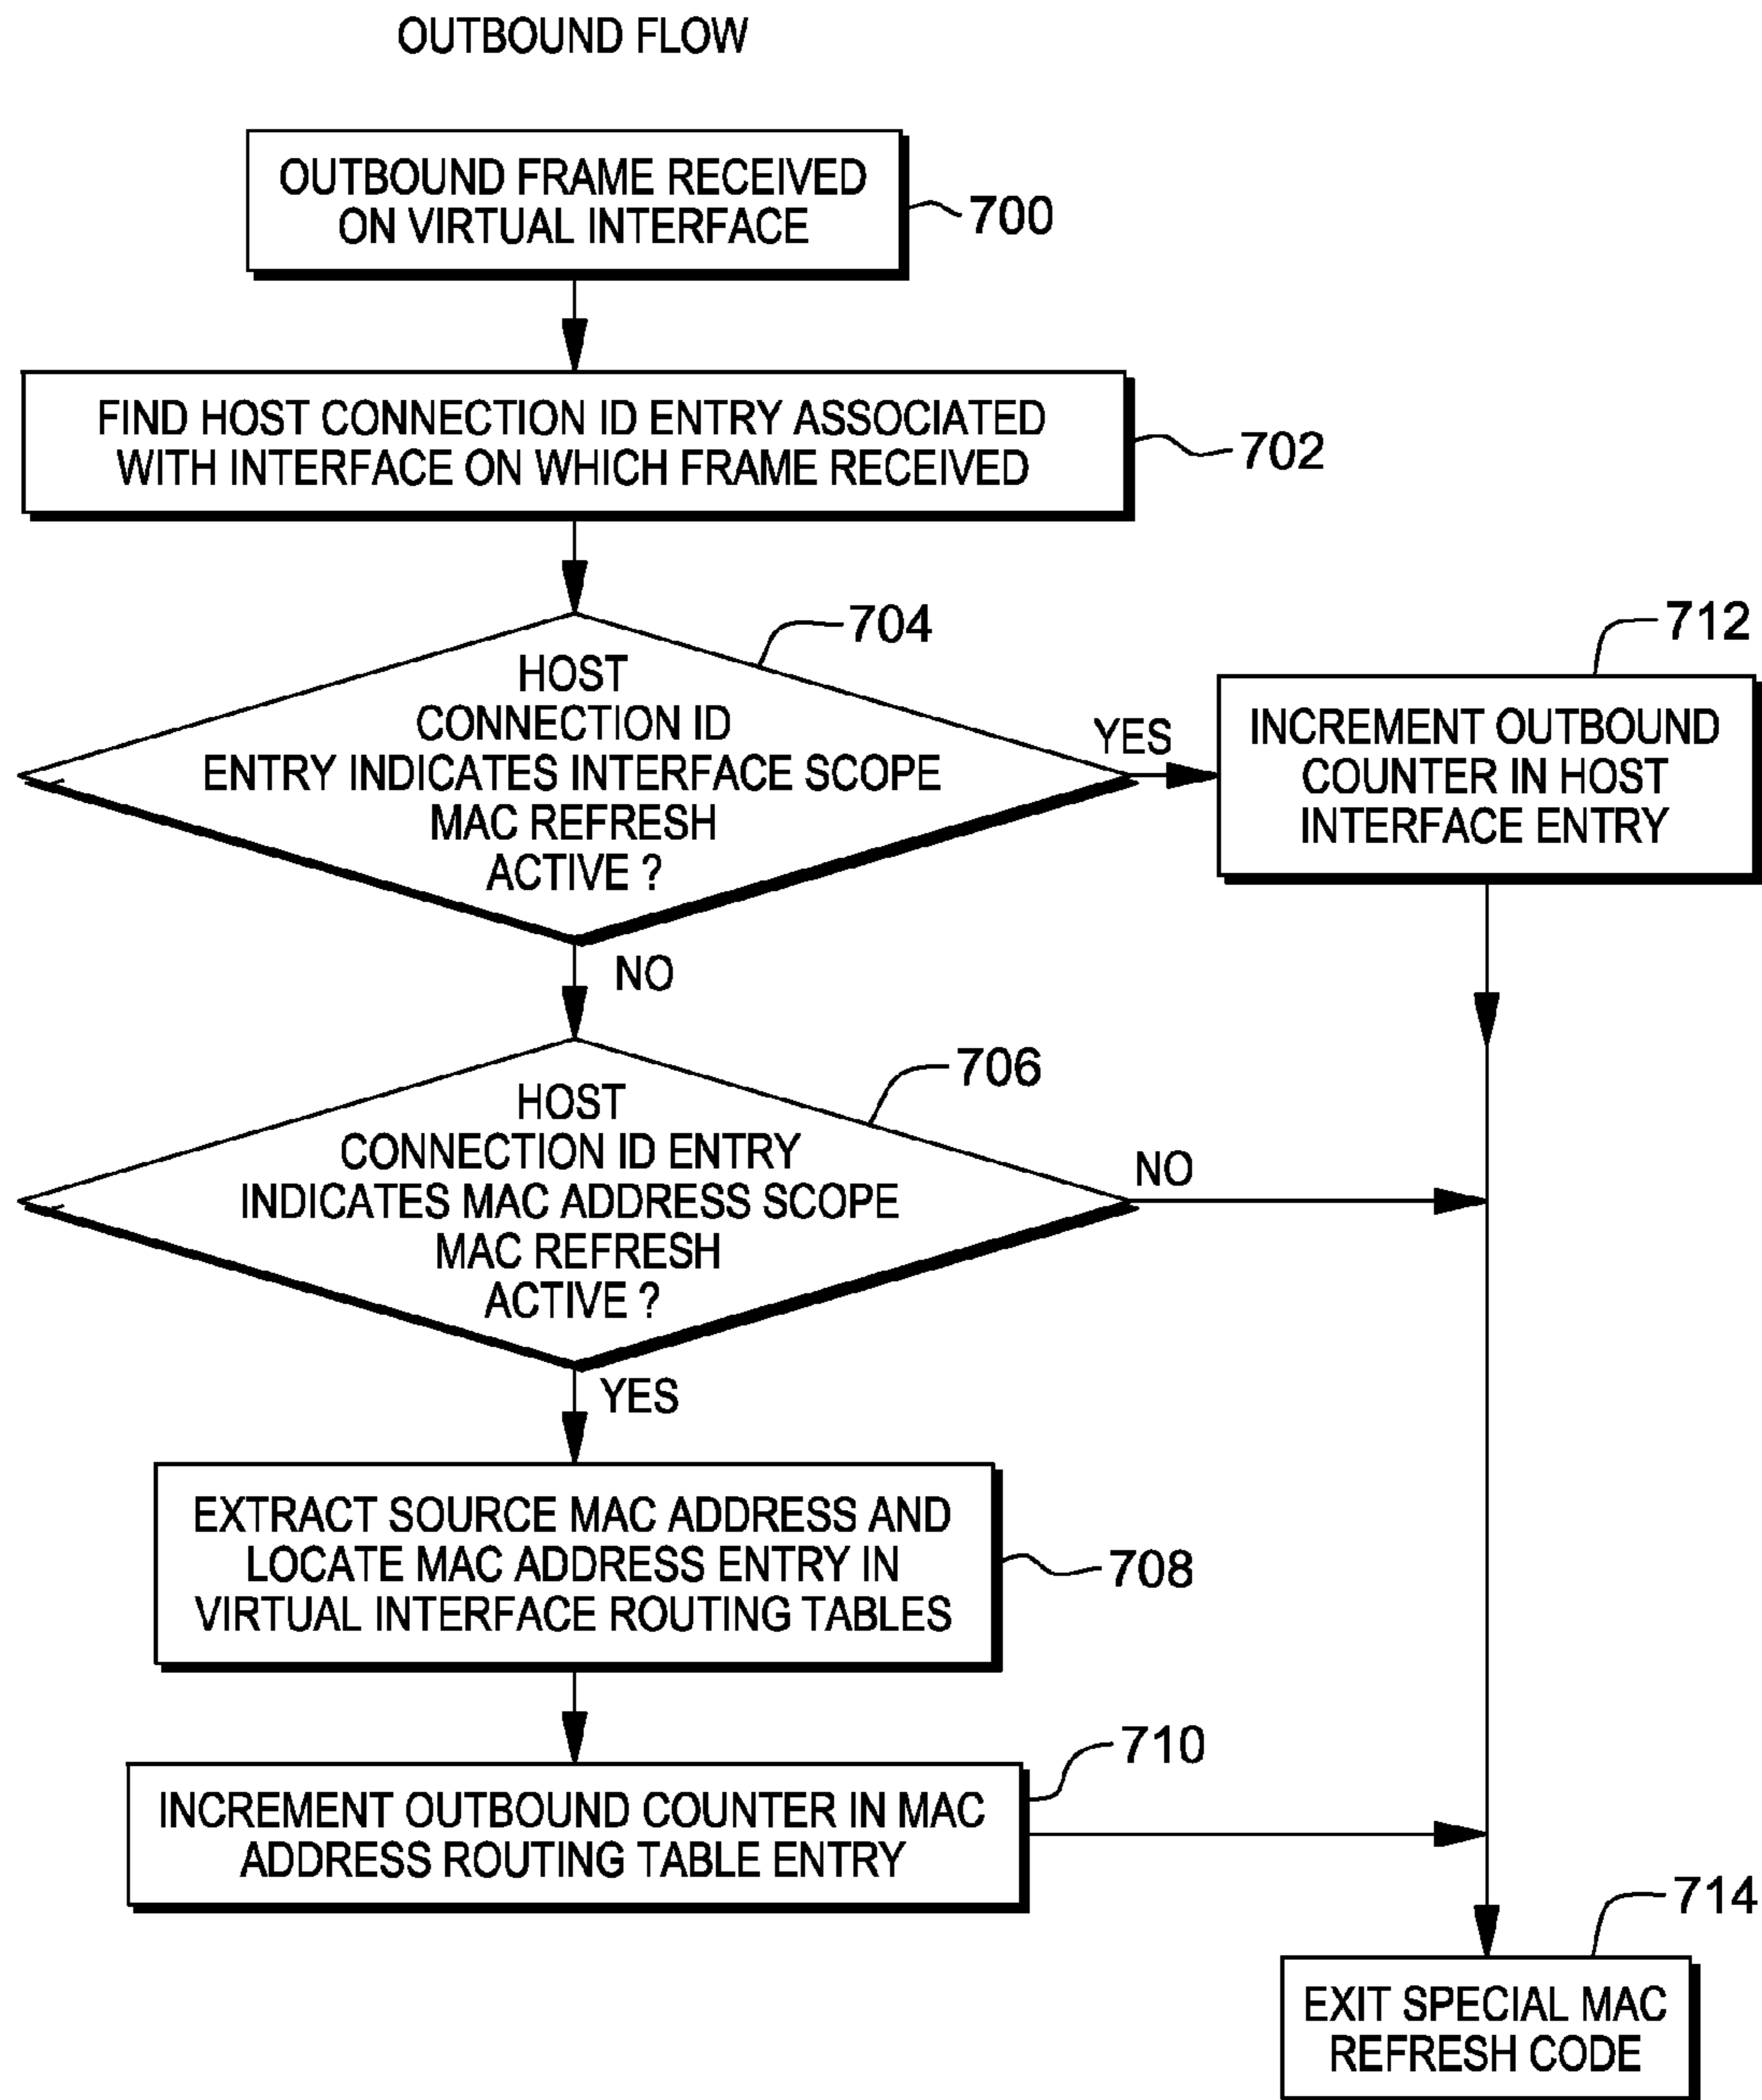 OUTBOUND FLOW
OUTBOUND FRAME RECEIVED
ON VIRTUAL INTERFACE
700
FIND HOST CONNECTION ID ENTRY ASSOCIATED
WITH INTERFACE ON WHICH FRAME RECEIVED
702
704
HOST
CONNECTION ID
ENTRY INDICATES INTERFACE SCOPE
MAC REFRESH
ACTIVE ?
YES
712
INCREMENT OUTBOUND
COUNTER IN HOST
INTERFACE ENTRY
NO
706
HOST
CONNECTION ID ENTRY
INDICATES MAC ADDRESS SCOPE
MAC REFRESH
ACTIVE ?
NO
YES
EXTRACT SOURCE MAC ADDRESS AND
LOCATE MAC ADDRESS ENTRY IN
VIRTUAL INTERFACE ROUTING TABLES
708
710
INCREMENT OUTBOUND COUNTER IN MAC
ADDRESS ROUTING TABLE ENTRY
714
EXIT SPECIAL MAC
REFRESH CODE